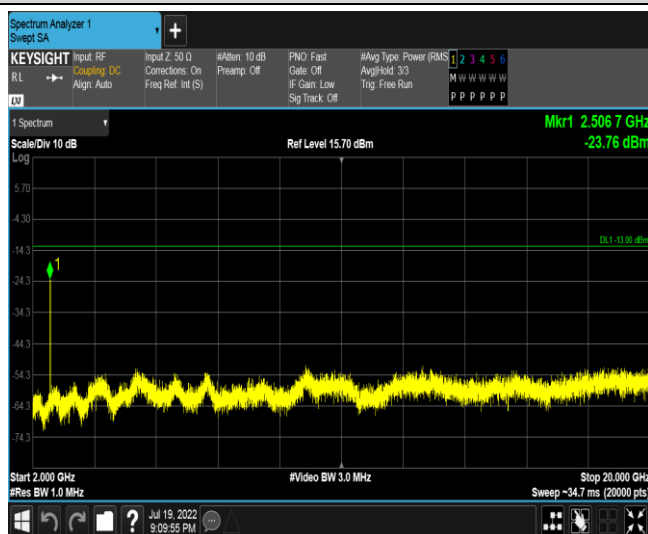 Spectrum Analyzer 1
Swept SA
+
KEYSIGHT
RL
LXI
Input: RF
Coupling: DC
Align: Auto
Input Z: 50 Ω
Corrections: On
Freq Ref: Int (S)
#Atten: 10 dB
Preamp: Off
PNO: Fast
Gate: Off
IF Gain: Low
Sig Track: Off
#Avg Type: Power (RMS
Avg|Hold: 3/3
Trig: Free Run
1 2 3 4 5 6
M W W W W W
P P P P P P
1 Spectrum
Mkr1 2.506 7 GHz
-23.76 dBm
Scale/Div 10 dB
Ref Level 15.70 dBm
Log
5.70
-4.30
DL1 -13.00 dBm
-14.3
1
-24.3
-34.3
-44.3
-54.3
-64.3
-74.3
Start 2.000 GHz
#Video BW 3.0 MHz
Stop 20.000 GHz
#Res BW 1.0 MHz
Sweep ~34.7 ms (20000 pts)
?
Jul 19, 2022
9:09:55 PM